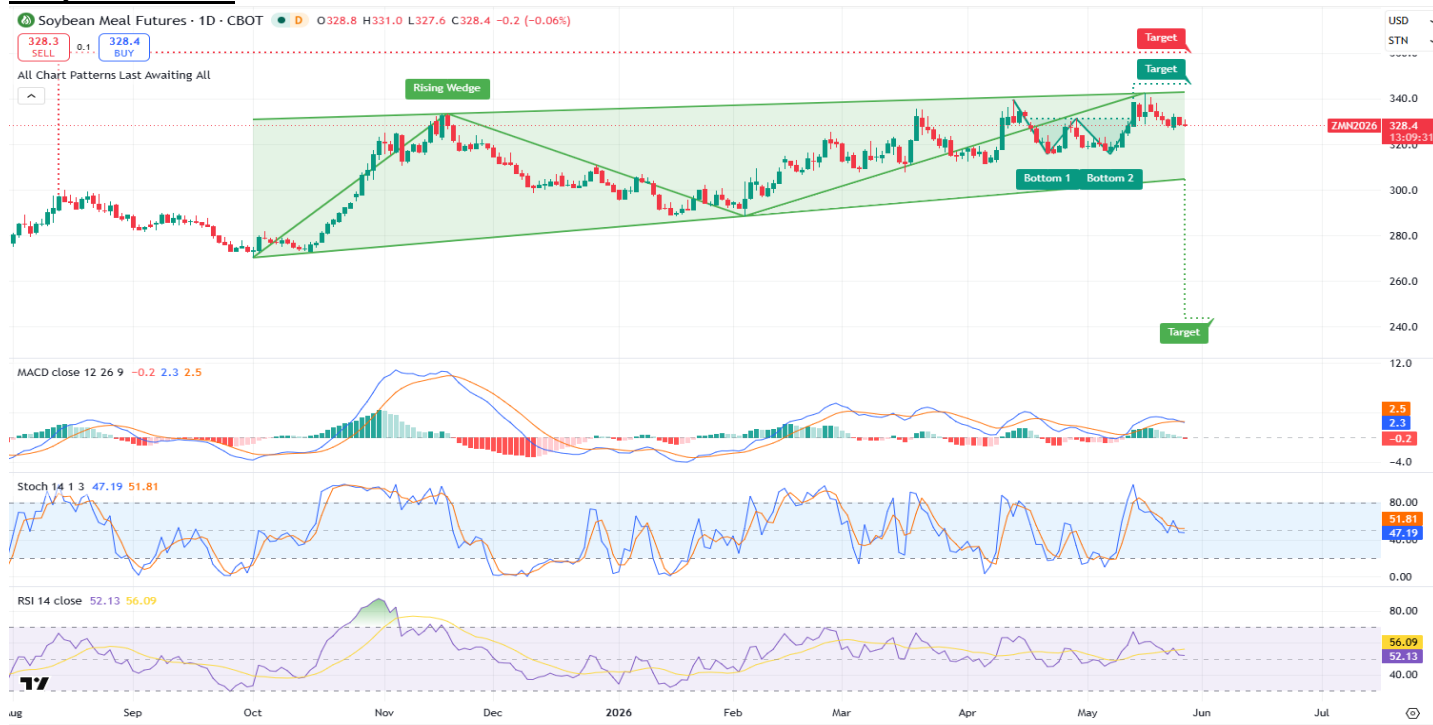 Soybean Meal Futures · 1D · CBOT D O328.8 H331.0 L327.6 C328.4 −0.2 (−0.06%)
USD
STN
328.3
SELL
0.1
328.4
BUY
All Chart Patterns Last Awaiting All
Target
Target
Rising Wedge
340.0
ZMN2026 328.4
13:09:31
320.0
Bottom 1 Bottom 2
300.0
280.0
260.0
240.0
Target
MACD close 12 26 9 −0.2 2.3 2.5
12.0
2.5
2.3
−0.2
−4.0
Stoch 14 1 3 47.19 51.81
80.00
51.81
47.19
40.00
0.00
RSI 14 close 52.13 56.09
80.00
56.09
52.13
40.00
Sep Oct Nov Dec 2026 Feb Mar Apr May Jun Jul